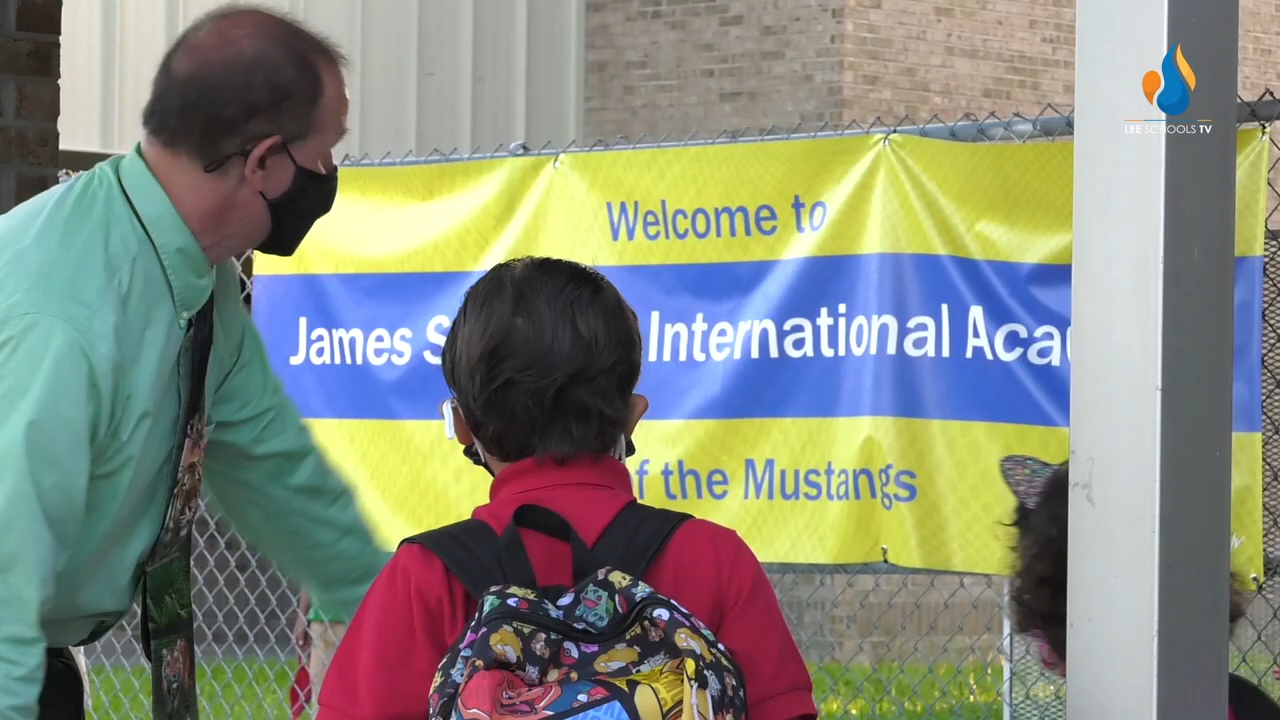 LEE SCHOOLS TV
Welcome to
James S International Aca
f the Mustangs